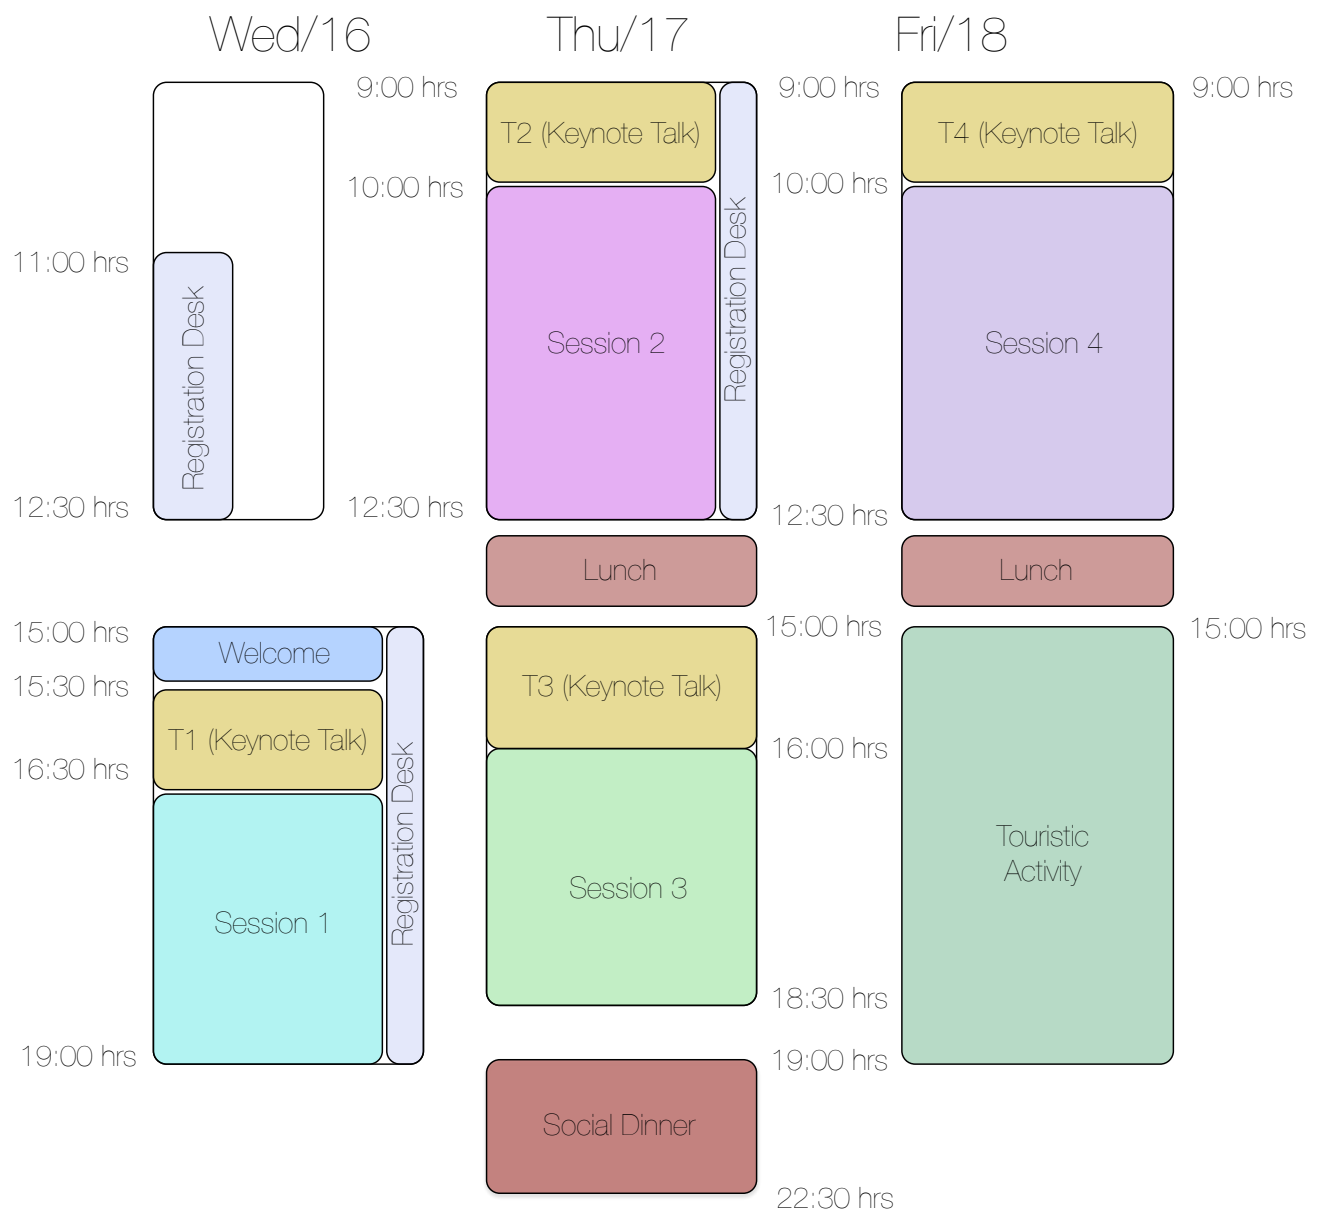 Wed/16
Thu/17
Fri/18
9:00 hrs
9:00 hrs
9:00 hrs
T2 (Keynote Talk)
T4 (Keynote Talk)
10:00 hrs
10:00 hrs
11:00 hrs
Registration Desk
Registration Desk
Session 2
Session 4
12:30 hrs
12:30 hrs
12:30 hrs
Lunch
Lunch
15:00 hrs
15:00 hrs
15:00 hrs
Welcome
15:30 hrs
T3 (Keynote Talk)
T1 (Keynote Talk)
16:00 hrs
16:30 hrs
Registration Desk
Touristic
Activity
Session 3
Session 1
18:30 hrs
19:00 hrs
19:00 hrs
Social Dinner
22:30 hrs